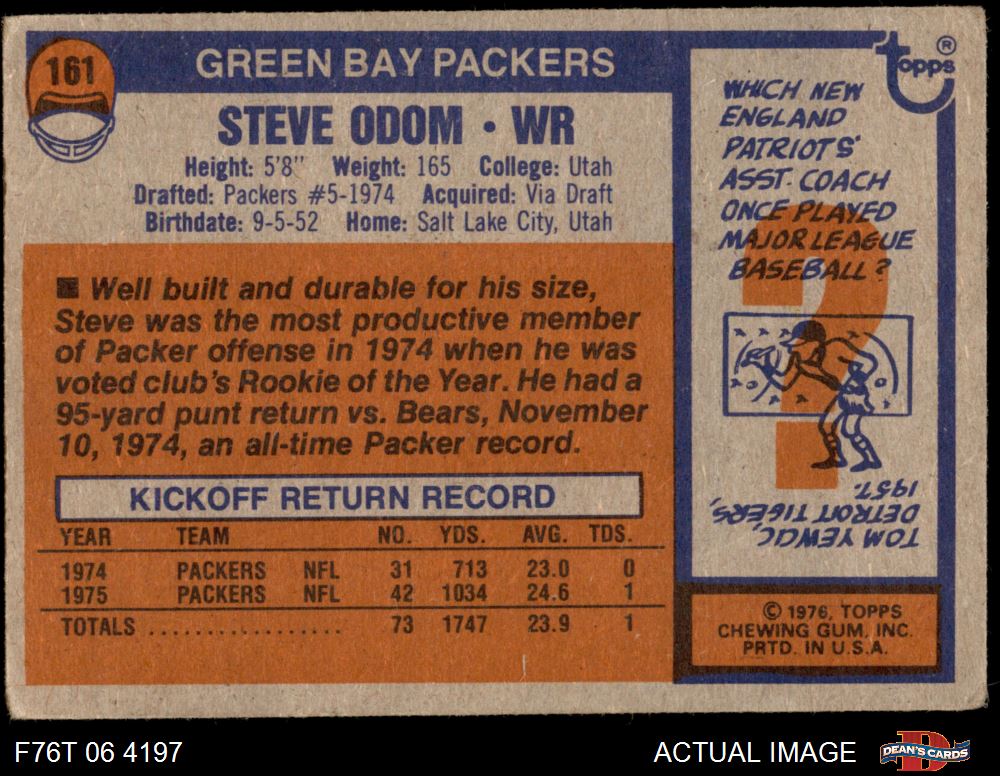 161
GREEN BAY PACKERS
STEVE ODOM • WR
Height: 5'8" Weight: 165 College: Utah
Drafted: Packers #5-1974 Acquired: Via Draft
Birthdate: 9-5-52 Home: Salt Lake City, Utah
■ Well built and durable for his size,
Steve was the most productive member
of Packer offense in 1974 when he was
voted club's Rookie of the Year. He had a
95-yard punt return vs. Bears, November
10, 1974, an all-time Packer record.
KICKOFF RETURN RECORD
YEAR TEAM NO. YDS. AVG. TDS.
1974 PACKERS NFL 31 713 23.0 0
1975 PACKERS NFL 42 1034 24.6 1
TOTALS .................. 73 1747 23.9 1
topps ®
WHICH NEW
ENGLAND
PATRIOTS'
ASST. COACH
ONCE PLAYED
MAJOR LEAGUE
BASEBALL?
?
TOM YEWCIC,
DETROIT TIGERS,
1957.
© 1976, TOPPS
CHEWING GUM, INC.
PRTD. IN U.S.A.
F76T 06 4197
ACTUAL IMAGE
D
DEAN'S CARDS